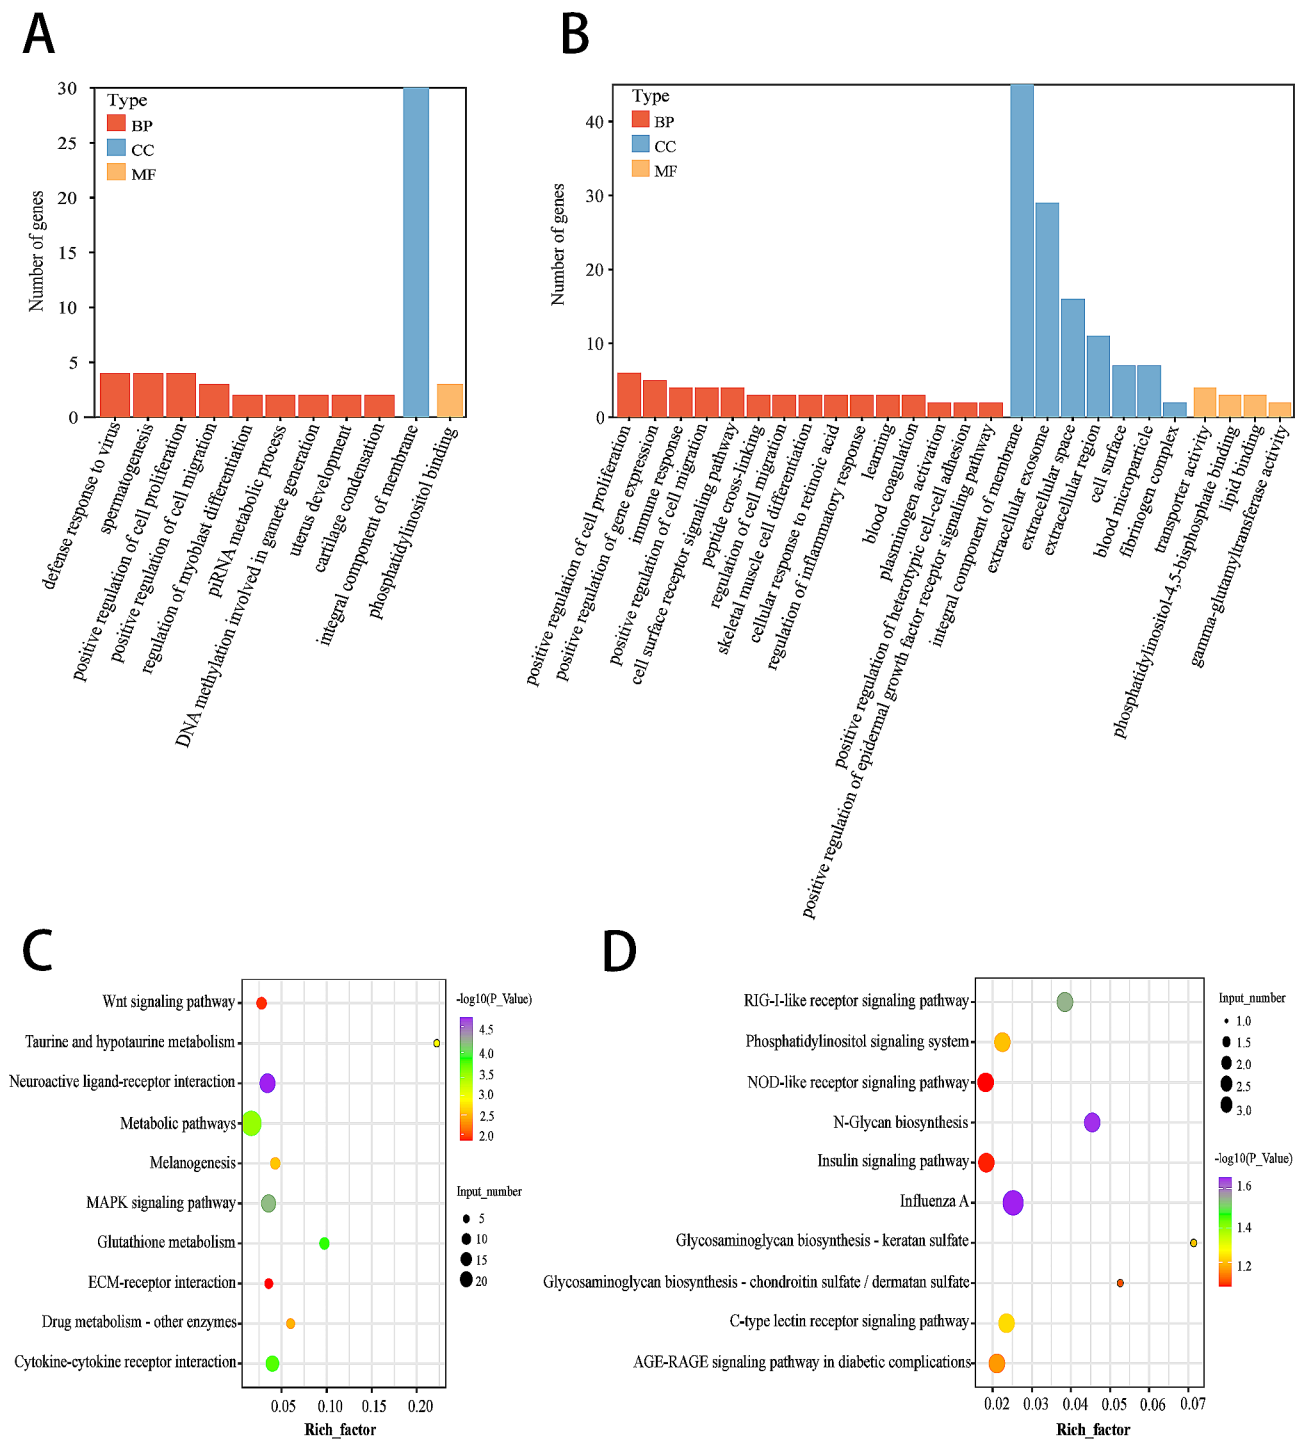 A
B
30
25
20
15
10
5
0
Number of genes
Type
BP
CC
MF
defense response to virus
spermatogenesis
positive regulation of cell proliferation
positive regulation of cell migration
regulation of myoblast differentiation
piRNA metabolic process
DNA methylation involved in gamete generation
uterus development
cartilage condensation
integral component of membrane
phosphatidylinositol binding
40
30
20
10
0
Number of genes
Type
BP
CC
MF
positive regulation of cell proliferation
positive regulation of gene expression
immune response
positive regulation of cell migration
cell surface receptor signaling pathway
peptide cross-linking
regulation of cell migration
skeletal muscle cell differentiation
cellular response to retinoic acid
regulation of inflammatory response
learning
blood coagulation
plasminogen activation
positive regulation of heterotypic cell-cell adhesion
positive regulation of epidermal growth factor receptor signaling pathway
integral component of membrane
extracellular exosome
extracellular space
extracellular region
cell surface
blood microparticle
fibrinogen complex
transporter activity
phosphatidylinositol-4,5-bisphosphate binding
lipid binding
gamma-glutamyltransferase activity
C
D
Wnt signaling pathway
Taurine and hypotaurine metabolism
Neuroactive ligand-receptor interaction
Metabolic pathways
Melanogenesis
MAPK signaling pathway
Glutathione metabolism
ECM-receptor interaction
Drug metabolism - other enzymes
Cytokine-cytokine receptor interaction
0.05 0.10 0.15 0.20
Rich_factor
-log10(P_Value)
4.5
4.0
3.5
3.0
2.5
2.0
Input_number
5
10
15
20
RIG-I-like receptor signaling pathway
Phosphatidylinositol signaling system
NOD-like receptor signaling pathway
N-Glycan biosynthesis
Insulin signaling pathway
Influenza A
Glycosaminoglycan biosynthesis - keratan sulfate
Glycosaminoglycan biosynthesis - chondroitin sulfate / dermatan sulfate
C-type lectin receptor signaling pathway
AGE-RAGE signaling pathway in diabetic complications
0.02 0.03 0.04 0.05 0.06 0.07
Rich_factor
Input_number
1.0
1.5
2.0
2.5
3.0
-log10(P_Value)
1.6
1.4
1.2